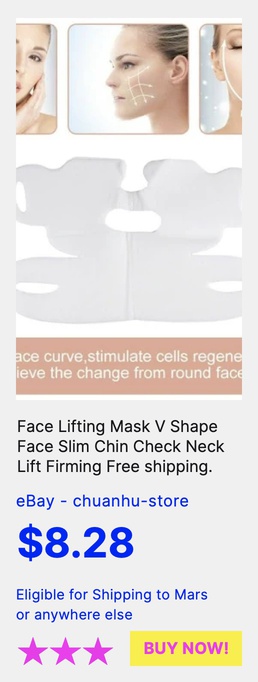 ace curve,stimulate cells regene
ieve the change from round face
Face Lifting Mask V Shape
Face Slim Chin Check Neck
Lift Firming Free shipping.
eBay - chuanhu-store
$8.28
Eligible for Shipping to Mars
or anywhere else
BUY NOW!